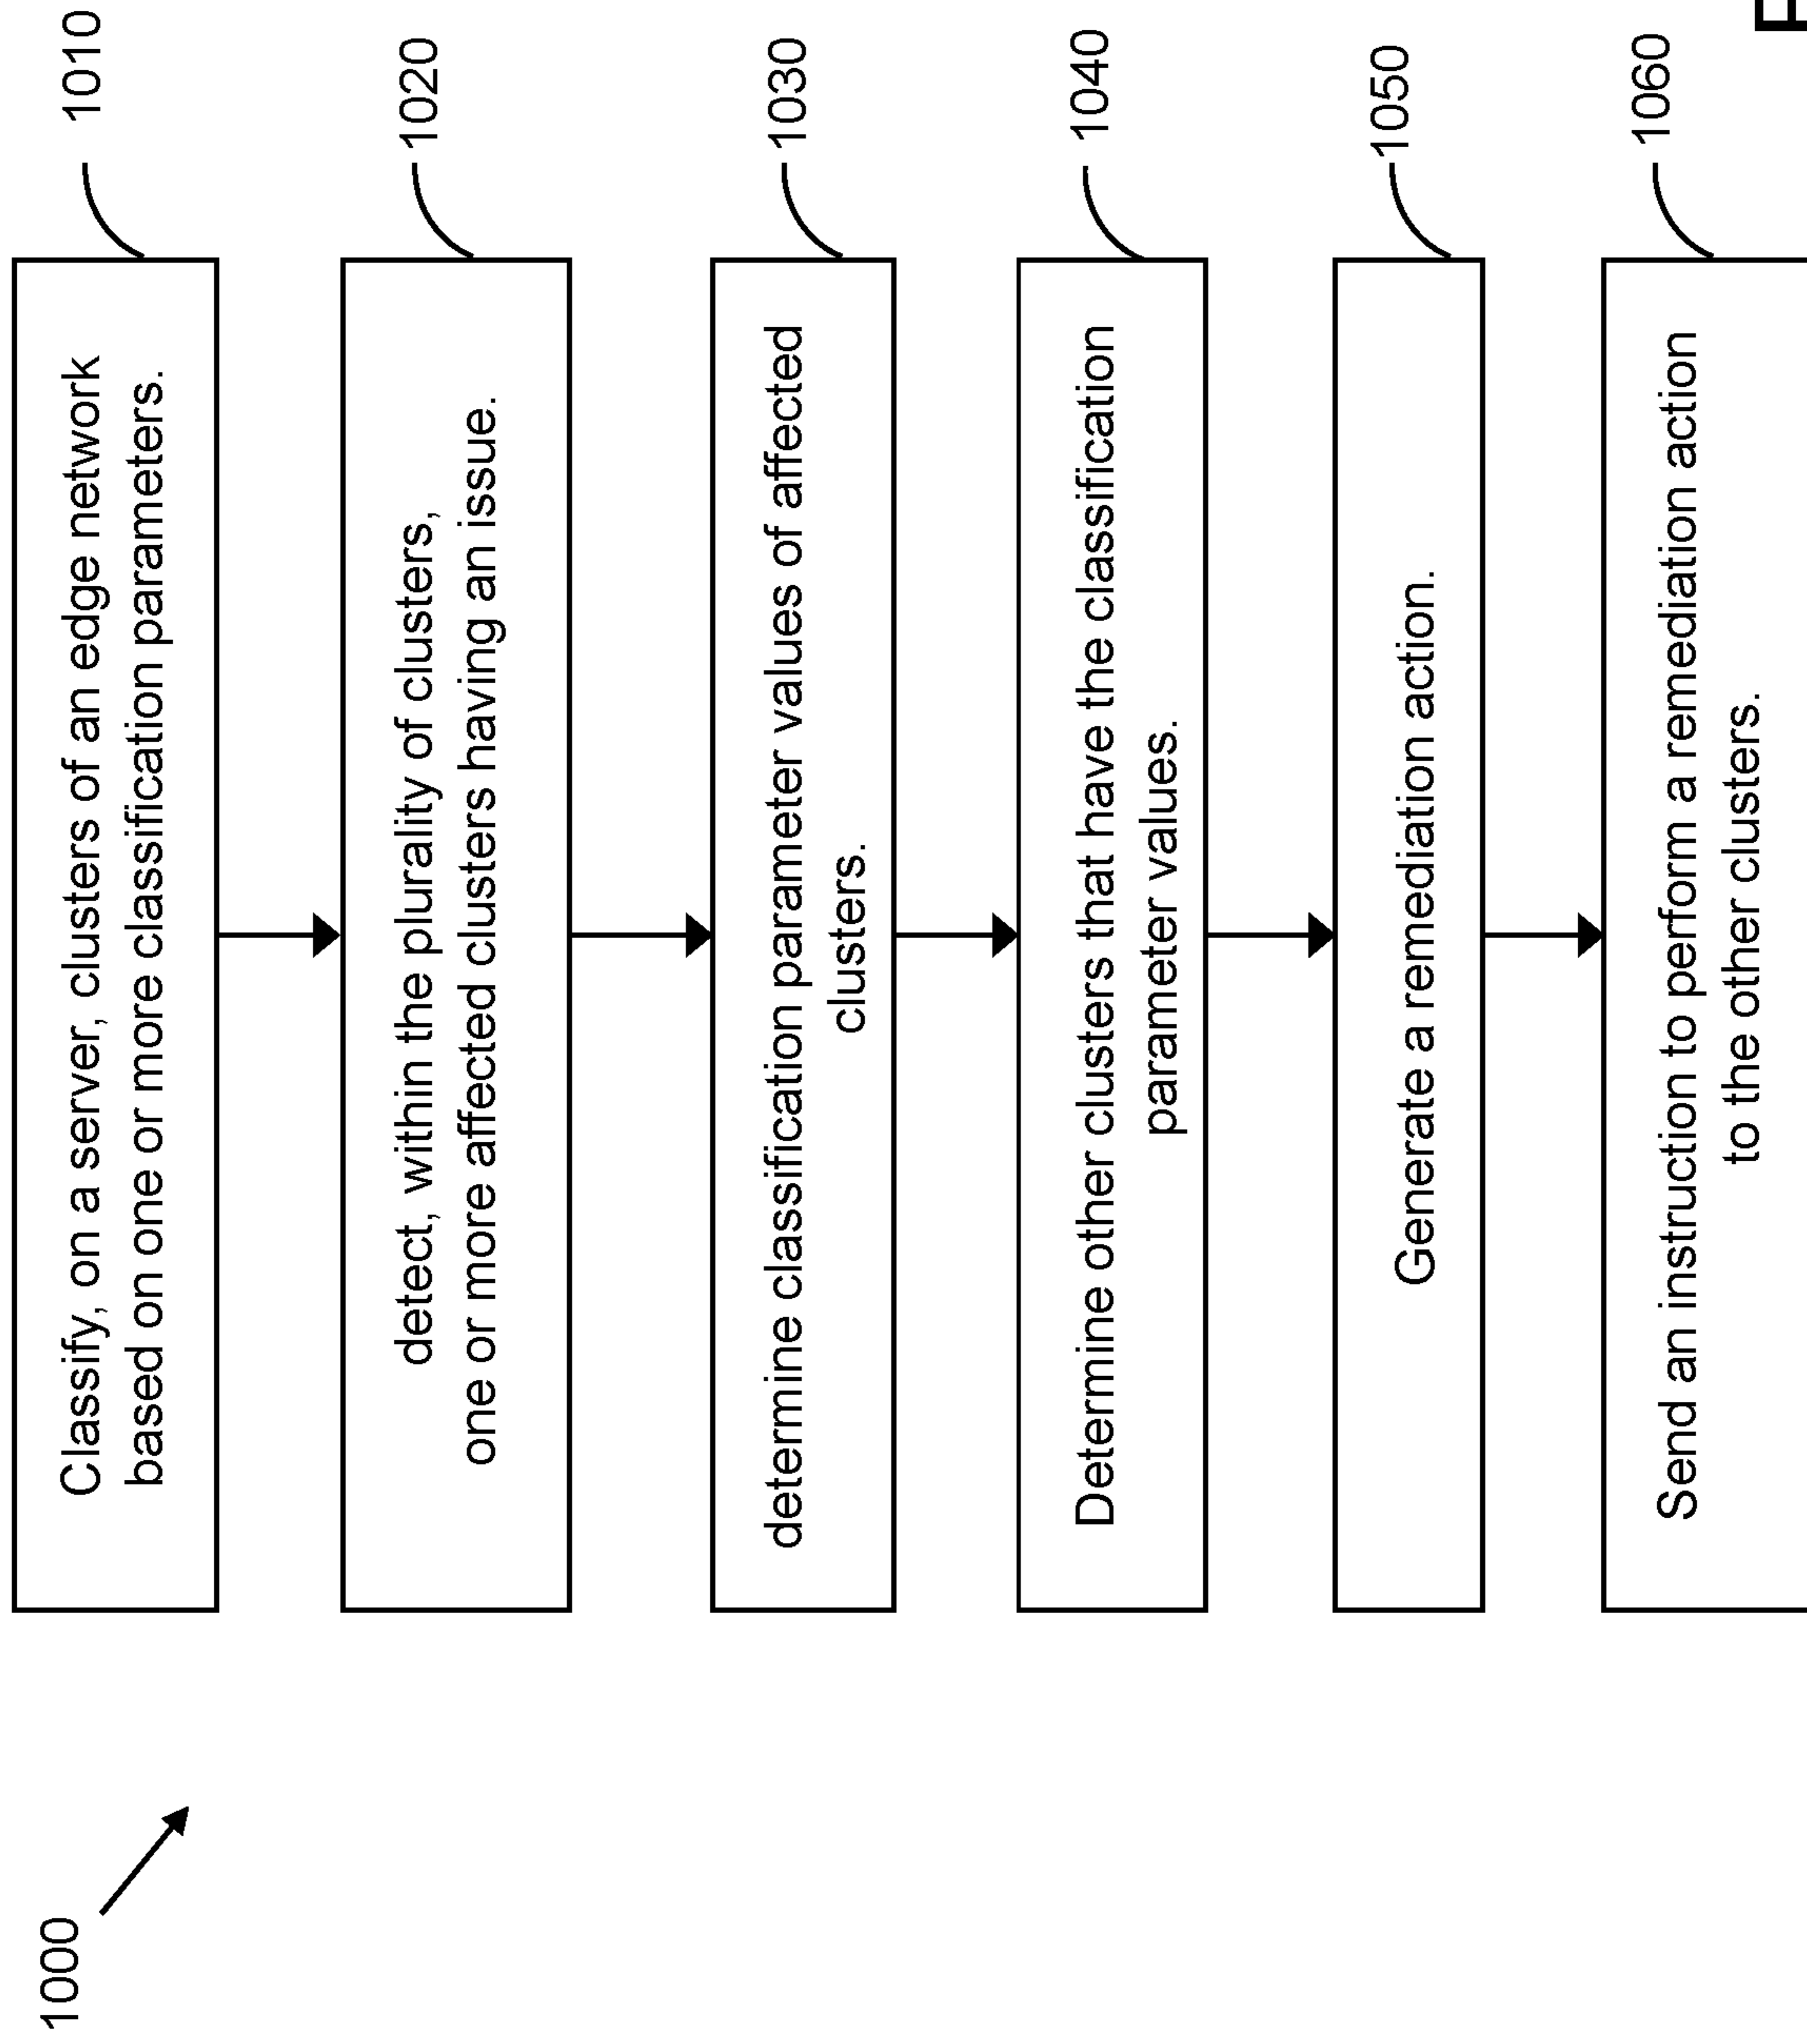 1000
Classify, on a server, clusters of an edge network
based on one or more classification parameters.
1010
detect, within the plurality of clusters,
one or more affected clusters having an issue.
1020
determine classification parameter values of affected
clusters.
1030
Determine other clusters that have the classification
parameter values.
1040
Generate a remediation action.
1050
Send an instruction to perform a remediation action
to the other clusters.
1060